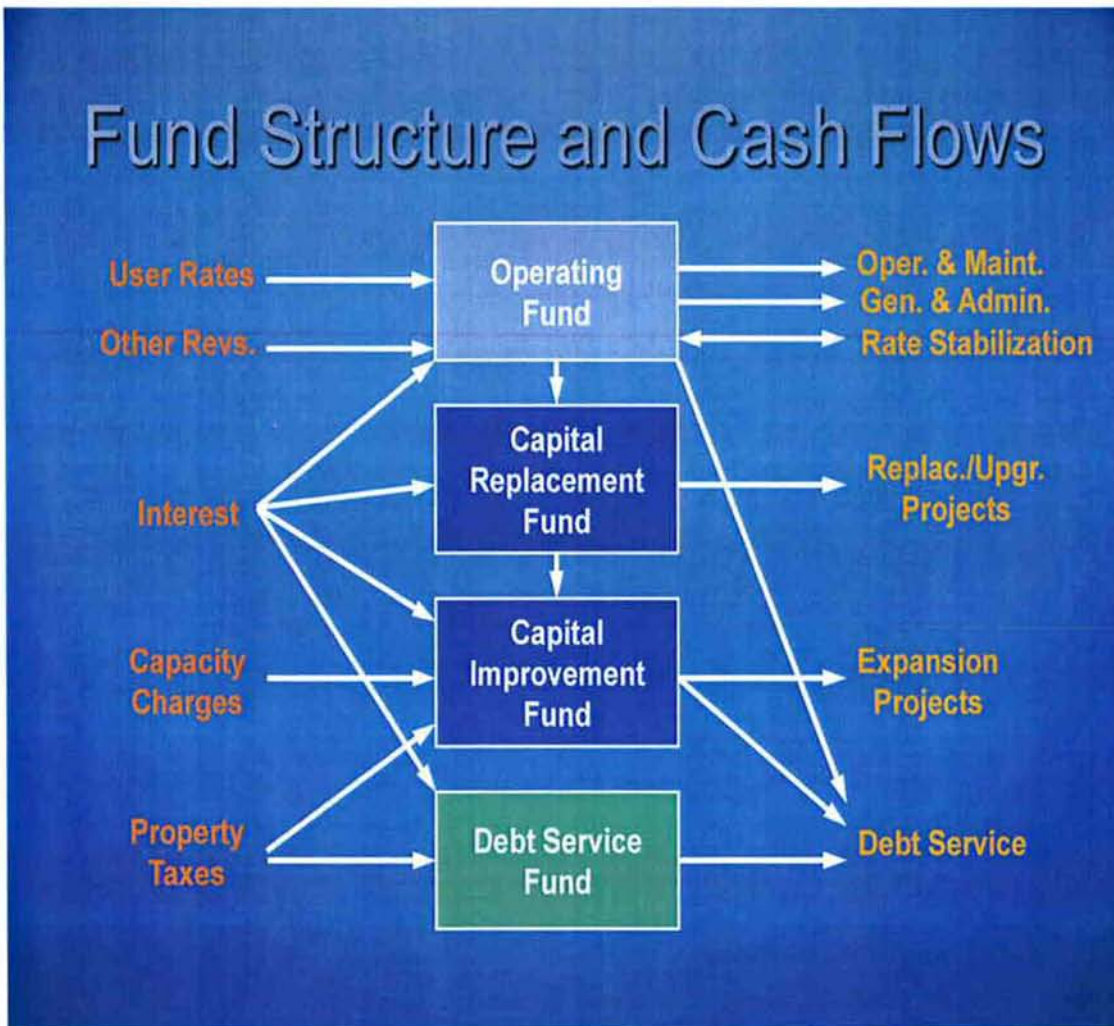 Fund Structure and Cash Flows
User Rates
Other Revs.
Interest
Capacity
Charges
Property
Taxes
Operating
Fund
Capital
Replacement
Fund
Capital
Improvement
Fund
Debt Service
Fund
Oper. & Maint.
Gen. & Admin.
Rate Stabilization
Replac./Upgr.
Projects
Expansion
Projects
Debt Service